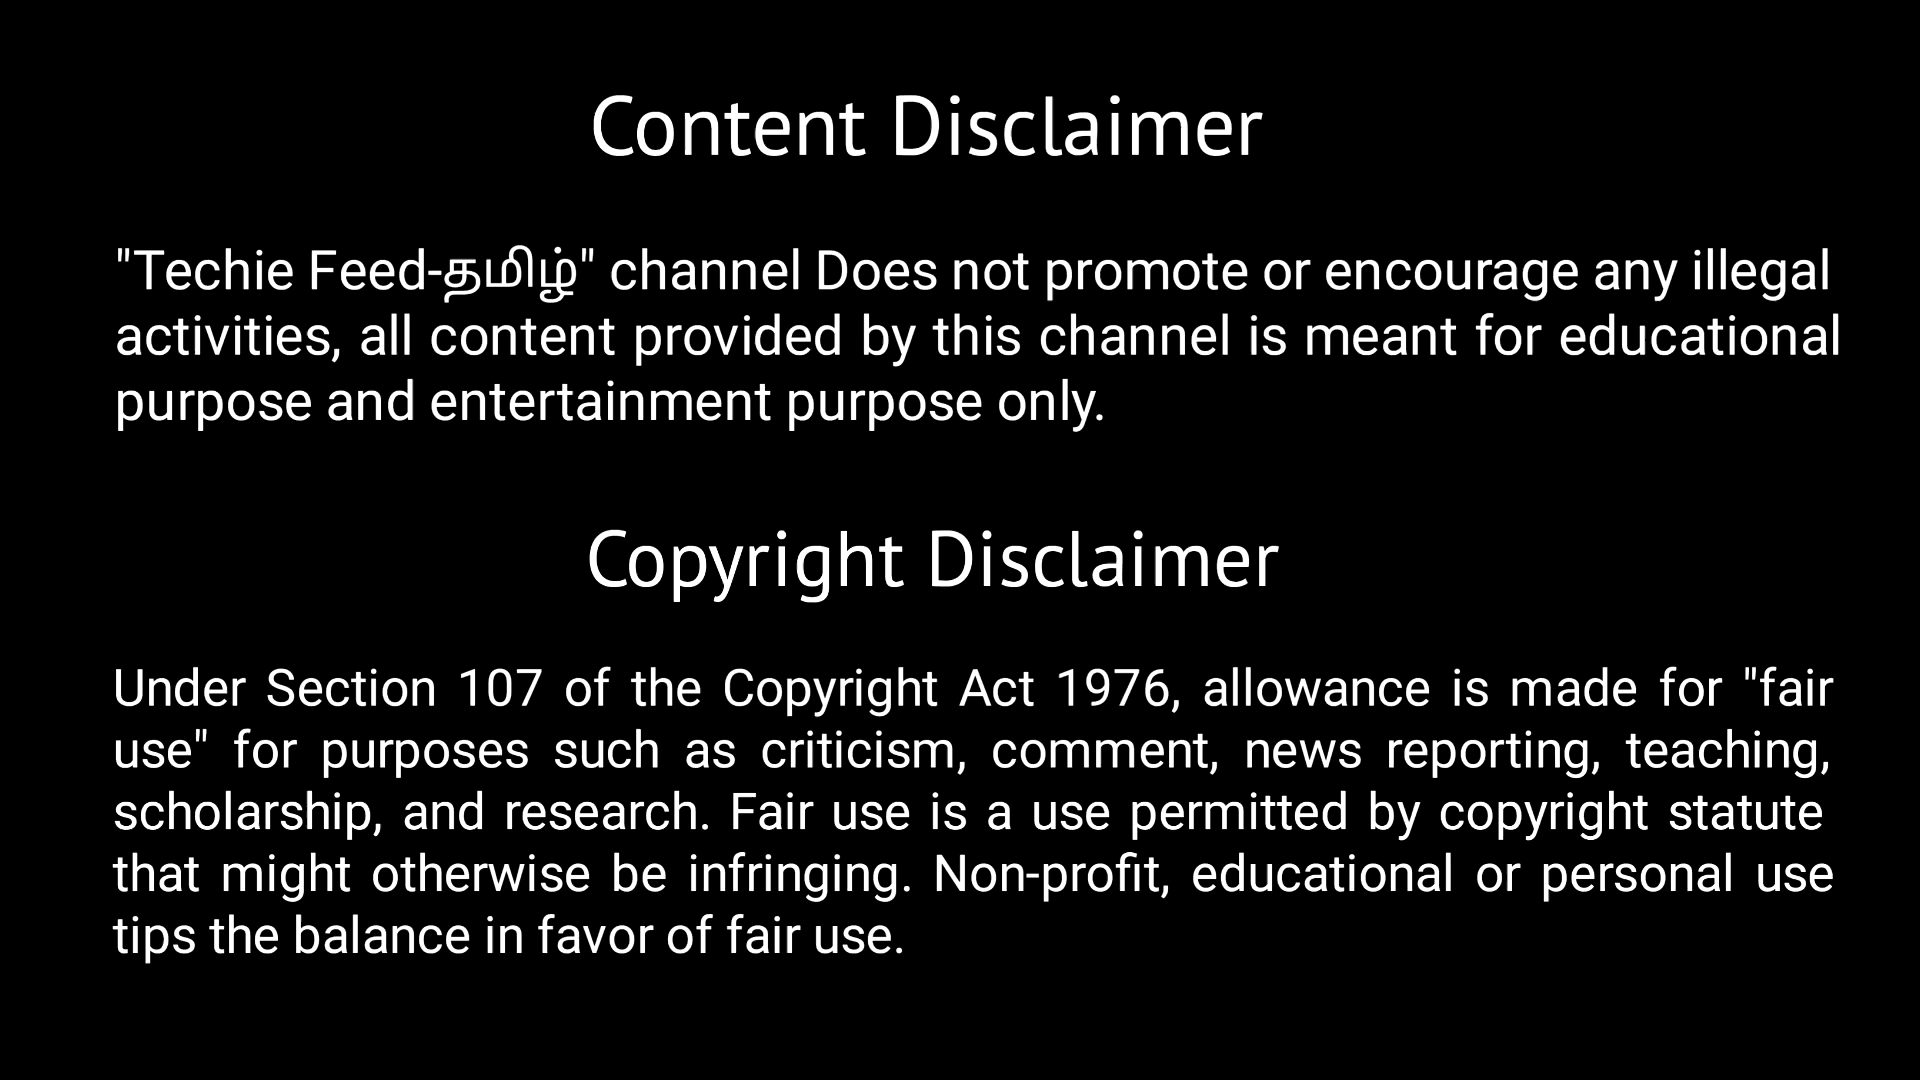 Content Disclaimer
"Techie Feed-தமிழ்" channel Does not promote or encourage any illegal
activities, all content provided by this channel is meant for educational
purpose and entertainment purpose only.
Copyright Disclaimer
Under Section 107 of the Copyright Act 1976, allowance is made for "fair
use" for purposes such as criticism, comment, news reporting, teaching,
scholarship, and research. Fair use is a use permitted by copyright statute
that might otherwise be infringing. Non-profit, educational or personal use
tips the balance in favor of fair use.